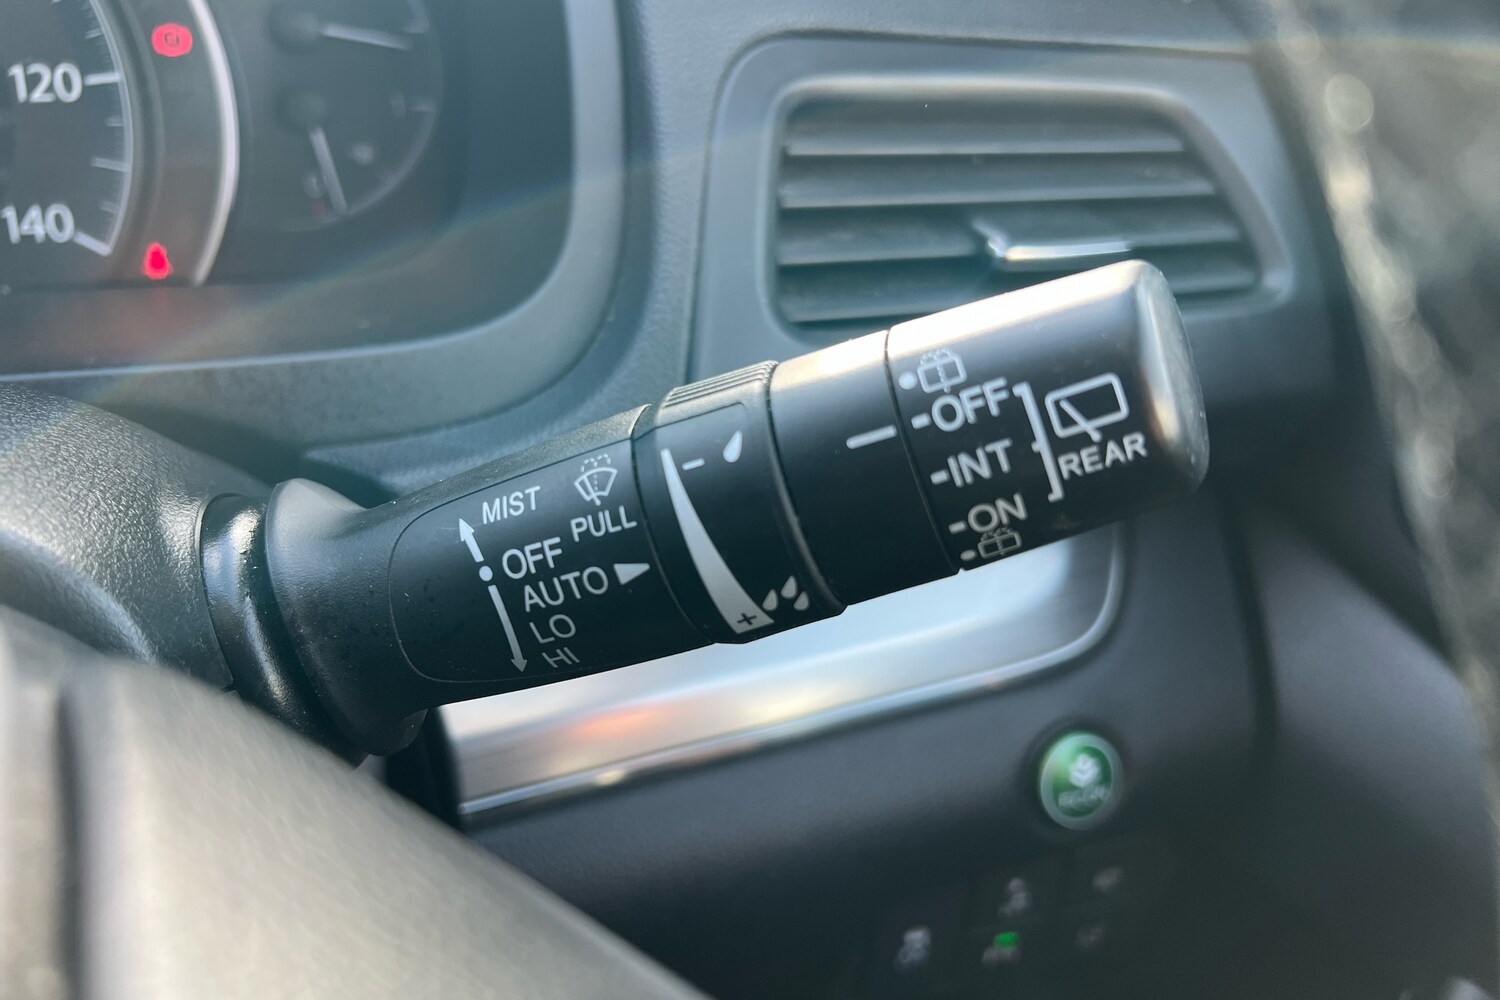 120
140
MIST
PULL
OFF
AUTO
LO
HI
-
+
OFF
INT
ON
REAR